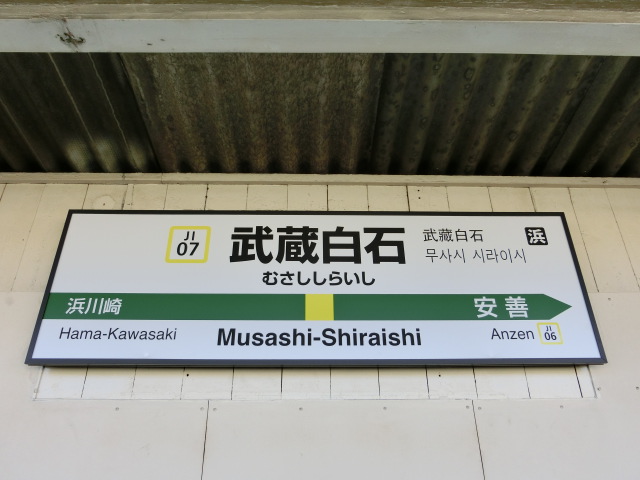 JI
07
武蔵白石
むさししらいし
武藏白石
무사시 시라이시
浜
浜川崎
安善
Hama-Kawasaki
Musashi-Shiraishi
Anzen
JI
06